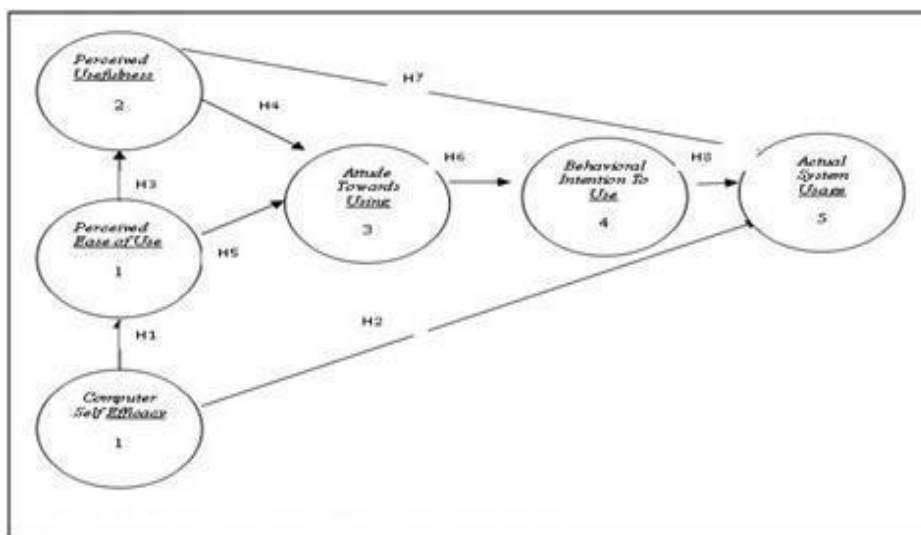 Perceived
Usefulness
2
H7
H4
Attude
Towards
Using
3
H6
Behavioral
Intention To
Use
4
H8
Actual
System
Usage
5
H3
Perceived
Ease of Use
1
H5
H1
H2
Computer
Self Efficacy
1